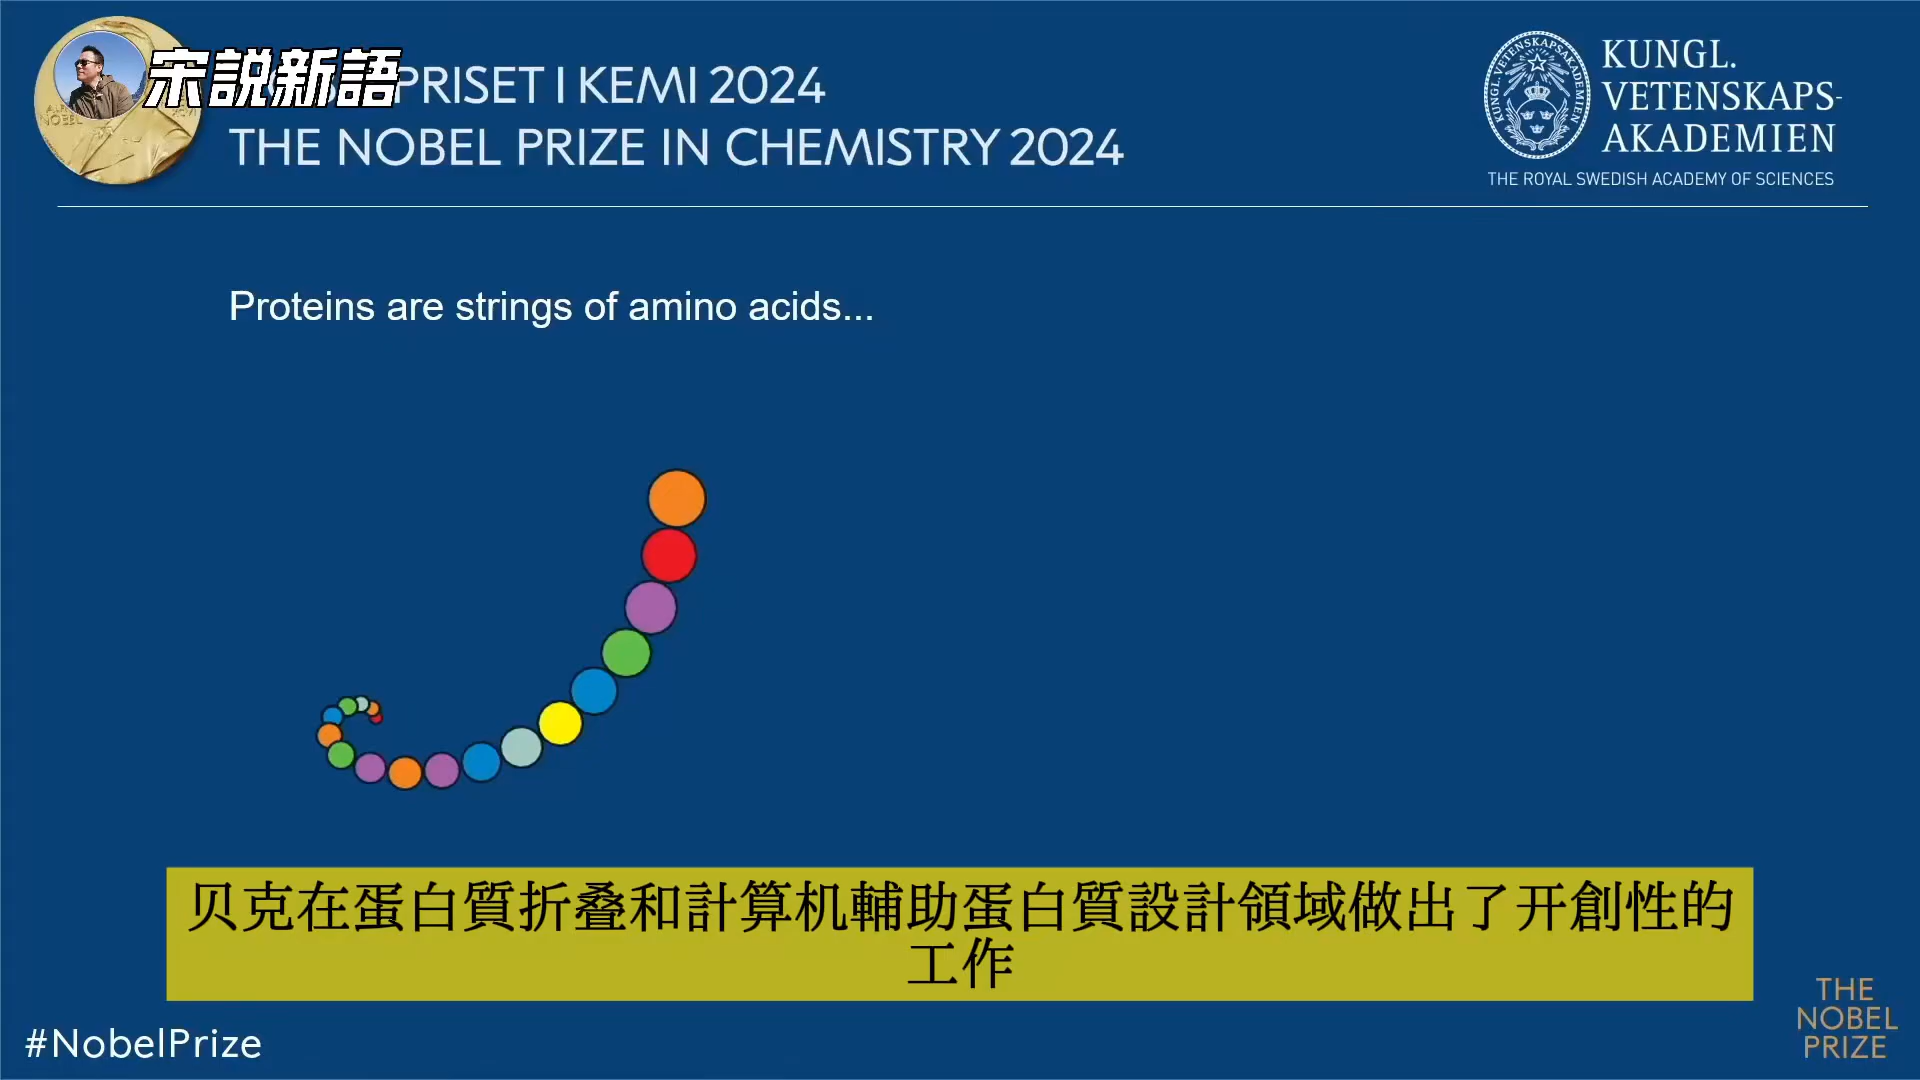 宋説新語
PRISET I KEMI 2024
THE NOBEL PRIZE IN CHEMISTRY 2024
KUNGL. VETENSKAPSAKADEMIEN
KUNGL.
VETENSKAPS-
AKADEMIEN
THE ROYAL SWEDISH ACADEMY OF SCIENCES
Proteins are strings of amino acids...
贝克在蛋白質折叠和計算机輔助蛋白質設計領域做出了开創性的
工作
#NobelPrize
THE
NOBEL
PRIZE